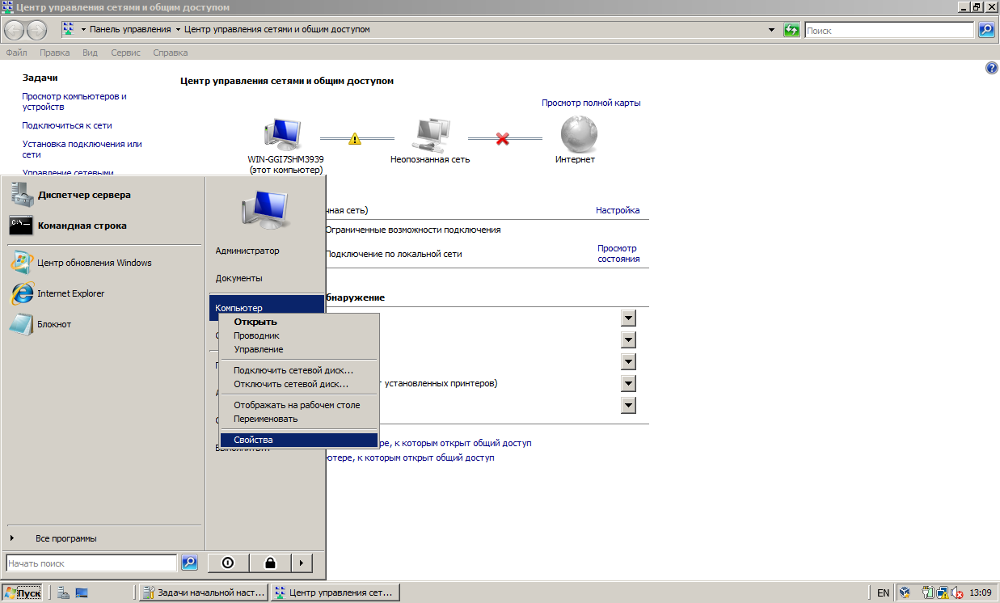 Центр управления сетями и общим доступом
Панель управления Центр управления сетями и общим доступом
Поиск
Файл Правка Вид Сервис Справка
Задачи
Просмотр компьютеров и
устройств
Подключиться к сети
Установка подключения или
сети
Управление сетевыми
Центр управления сетями и общим доступом
Просмотр полной карты
WIN-GGI7SHM3939
(этот компьютер)
Неопознанная сеть
Интернет
чная сеть)
Настройка
Ограниченные возможности подключения
Подключение по локальной сети
Просмотр
состояния
бнаружение
т установленных принтеров)
ре, к которым открыт общий доступ
ютере, к которым открыт общий доступ
Диспетчер сервера
Командная строка
Центр обновления Windows
Internet Explorer
Блокнот
Все программы
Начать поиск
Администратор
Документы
Компьютер
Открыть
Проводник
Управление
Подключить сетевой диск...
Отключить сетевой диск...
Отображать на рабочем столе
Переименовать
Свойства
Пуск
Задачи начальной наст...
Центр управления сет...
EN
13:09